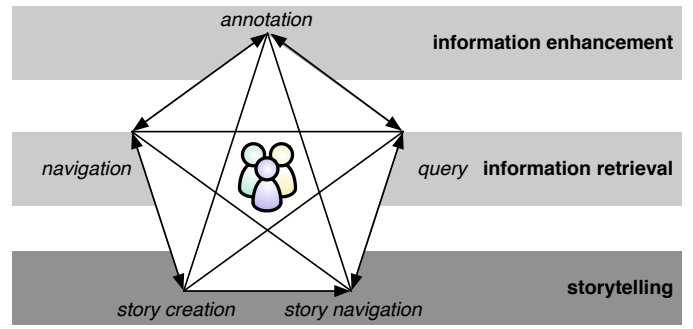 annotation
information enhancement
navigation
query
information retrieval
storytelling
story creation
story navigation